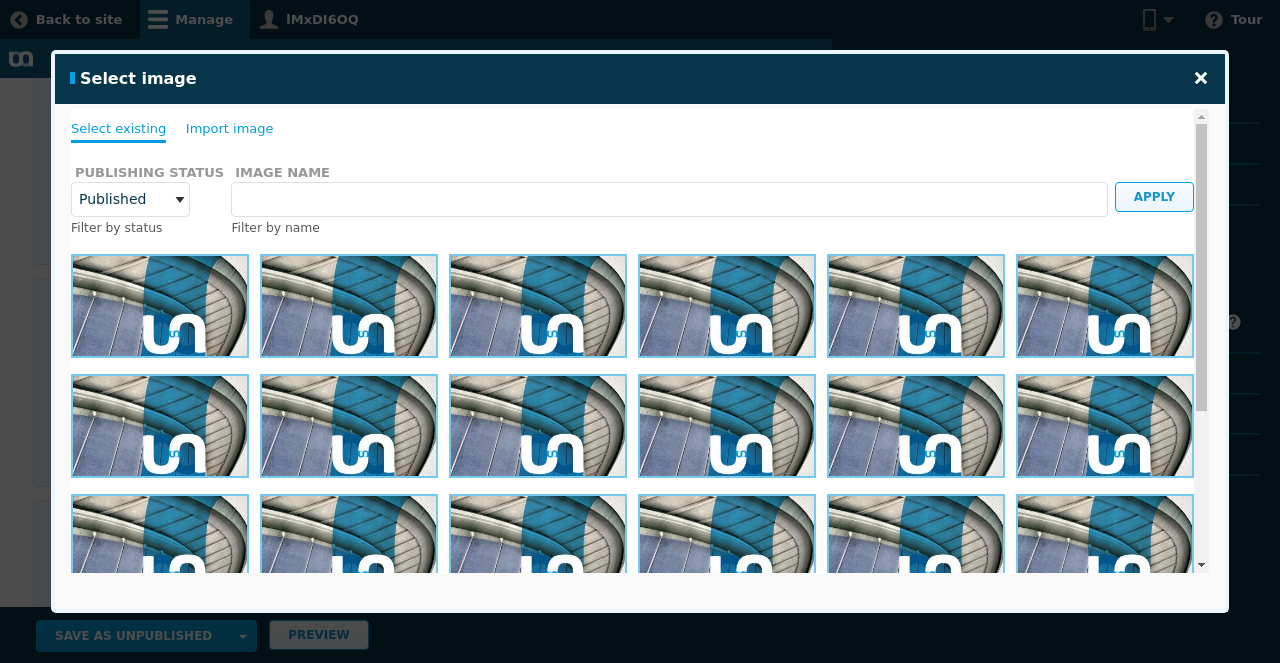 Back to site
Manage
lMxDI6OQ
Tour
Select image
Select existing
Import image
PUBLISHING STATUS
IMAGE NAME
Published
APPLY
Filter by status
Filter by name
SAVE AS UNPUBLISHED
PREVIEW